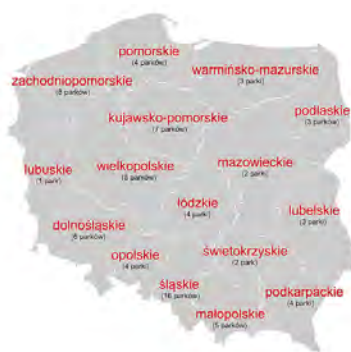 pomorskie
(4 parków)
warmińsko-mazurskie
(3 parki)
zachodniopomorskie
(8 parków)
podlaskie
(3 parków)
kujawsko-pomorskie
(7 parków)
lubuskie
(1 park)
wielkopolskie
parków)
mazowieckie
(2 parki)
łódzkie
(4 parki)
lubelskie
(2 parki)
dolnośląskie
(6 parków)
opolskie
(4 parki)
świetokrzyskie
(2 parki)
śląskie
(16 parków)
podkarpackie
(4 parki)
małopolskie
(5 parków)